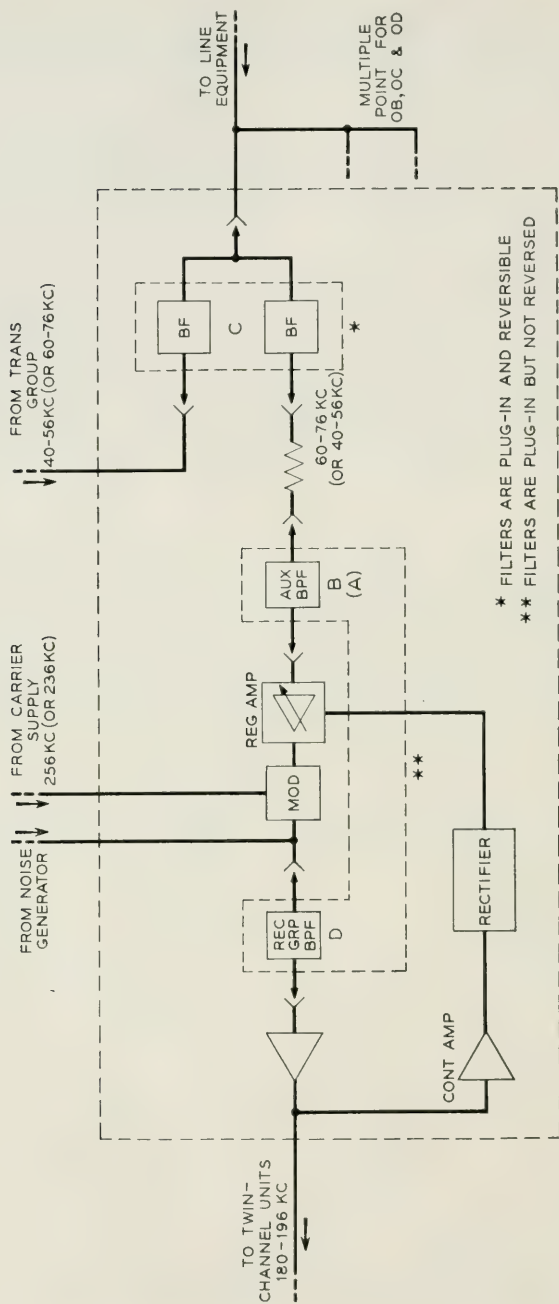 FROM NOISE
GENERATOR
FROM CARRIER
SUPPLY
256 KC (OR 236KC)
FROM TRANS
GROUP
40-56KC (OR 60-76KC)
TO LINE
EQUIPMENT
TO TWIN-
CHANNEL UNITS
180-196 KC
REC
GRP
BPF
D
MOD
REG AMP
AUX
BPF
B
(A)
60-76KC
(OR 40-56KC)
BF
C
BF
*
**
MULTIPLE
POINT FOR
OB, OC & OD
CONT AMP
RECTIFIER
* FILTERS ARE PLUG-IN AND REVERSIBLE
** FILTERS ARE PLUG-IN BUT NOT REVERSED